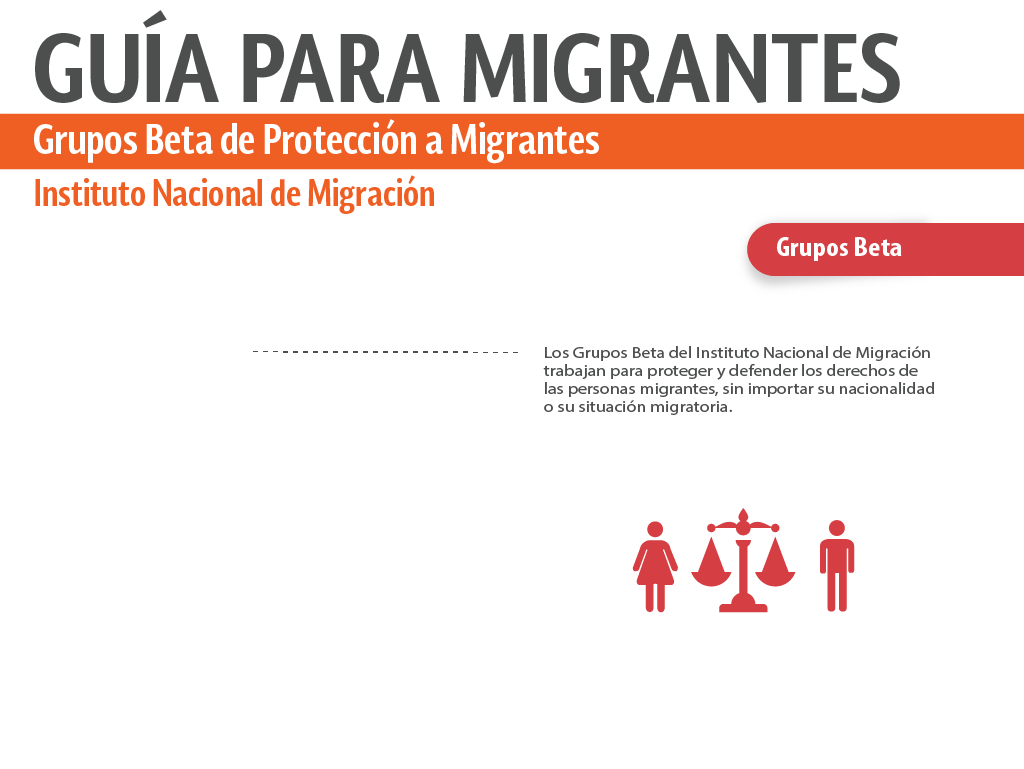 GUÍA PARA MIGRANTES
Grupos Beta de Protección a Migrantes
Instituto Nacional de Migración
Grupos Beta
Los Grupos Beta del Instituto Nacional de Migración
trabajan para proteger y defender los derechos de
las personas migrantes, sin importar su nacionalidad
o su situación migratoria.